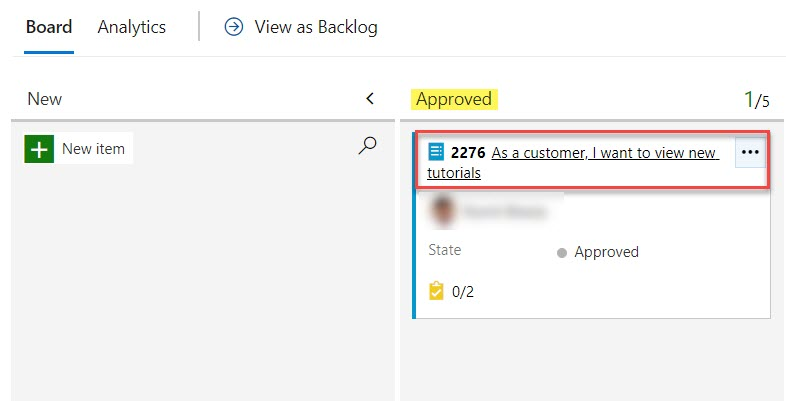 Board Analytics View as Backlog
New
New item
Approved 1/5
2276 As a customer, I want to view new
tutorials
State Approved
0/2